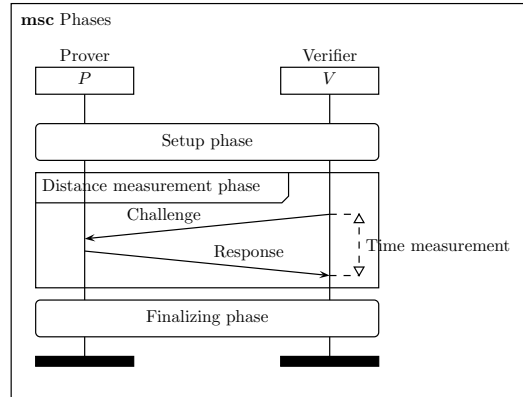 msc Phases
Prover
Verifier
P
V
Setup phase
Distance measurement phase
Challenge
Response
Time measurement
Finalizing phase